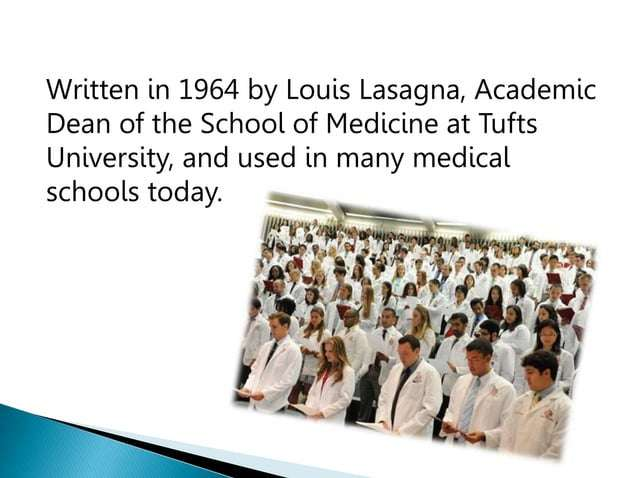 Written in 1964 by Louis Lasagna, Academic
Dean of the School of Medicine at Tufts
University, and used in many medical
schools today.